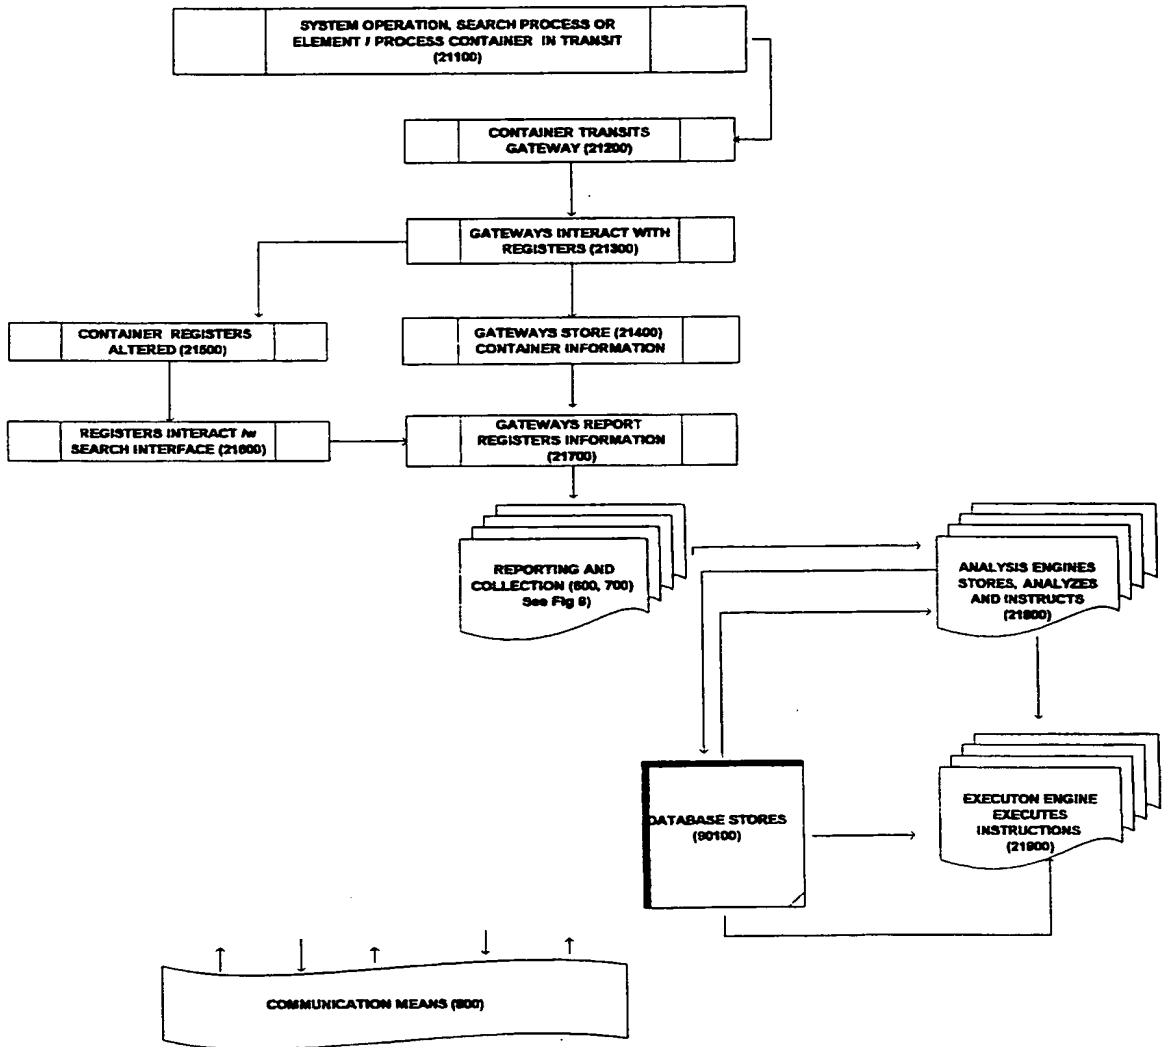 SYSTEM OPERATION, SEARCH PROCESS OR
ELEMENT / PROCESS CONTAINER IN TRANSIT
(21100)
CONTAINER TRANSITS
GATEWAY (21200)
GATEWAYS INTERACT WITH
REGISTERS (21300)
CONTAINER REGISTERS
ALTERED (21500)
GATEWAYS STORE (21400)
CONTAINER INFORMATION
REGISTERS INTERACT /w
SEARCH INTERFACE (21600)
GATEWAYS REPORT
REGISTERS INFORMATION
(21700)
REPORTING AND
COLLECTION (600, 700)
See Fig 9)
ANALYSIS ENGINES
STORES, ANALYZES
AND INSTRUCTS
(21800)
DATABASE STORES
(90100)
EXECUTON ENGINE
EXECUTES
INSTRUCTIONS
(21900)
COMMUNICATION MEANS (800)